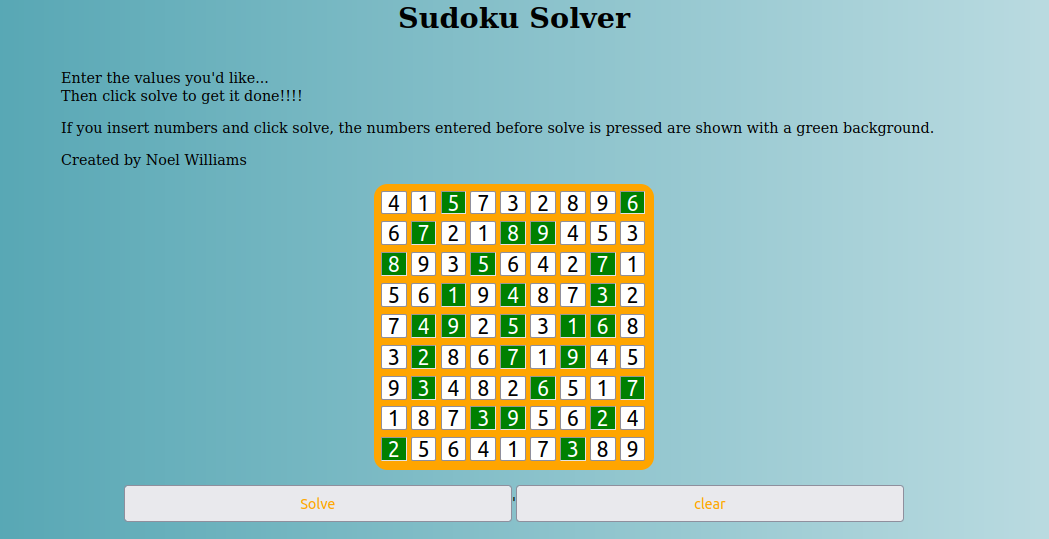 Sudoku Solver
Enter the values you'd like...
Then click solve to get it done!!!!
If you insert numbers and click solve, the numbers entered before solve is pressed are shown with a green background.
Created by Noel Williams
4 1 5 7 3 2 8 9 6
6 7 2 1 8 9 4 5 3
8 9 3 5 6 4 2 7 1
5 6 1 9 4 8 7 3 2
7 4 9 2 5 3 1 6 8
3 2 8 6 7 1 9 4 5
9 3 4 8 2 6 5 1 7
1 8 7 3 9 5 6 2 4
2 5 6 4 1 7 3 8 9
Solve ' clear